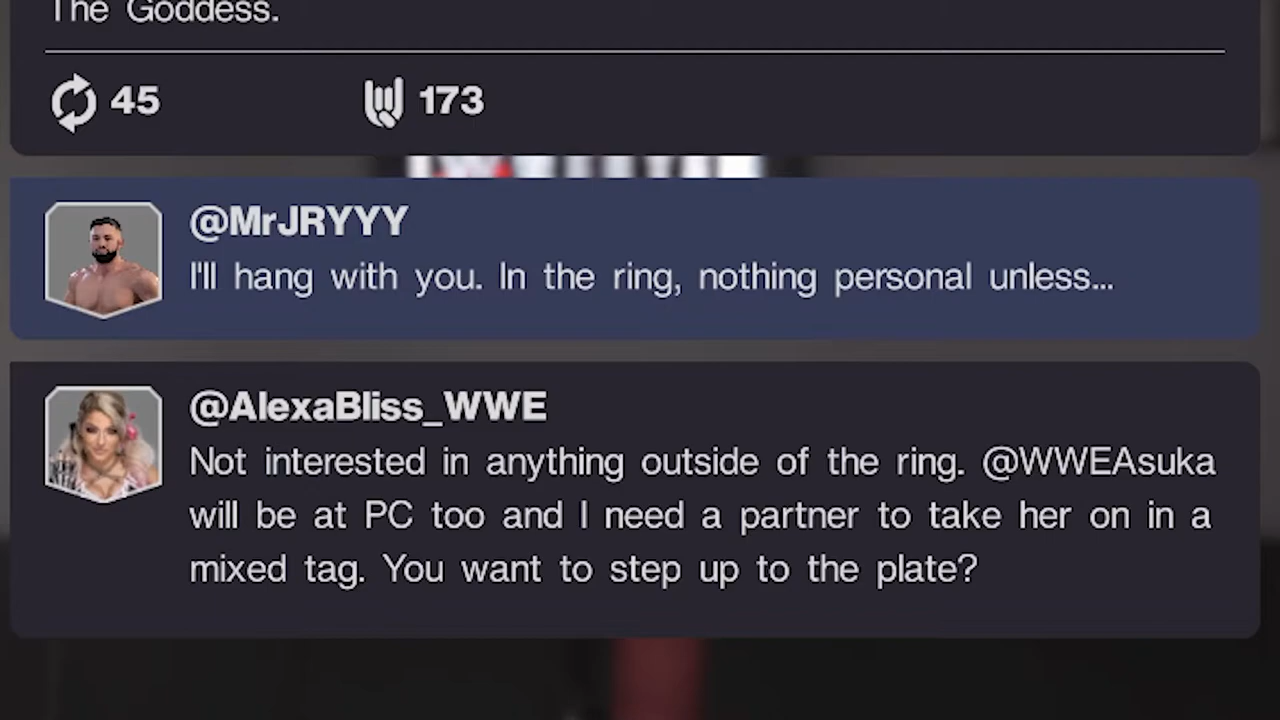 The Goddess.
45
173
@MrJRYYY
I'll hang with you. In the ring, nothing personal unless...
@AlexaBliss_WWE
Not interested in anything outside of the ring. @WWEAsuka
will be at PC too and I need a partner to take her on in a
mixed tag. You want to step up to the plate?